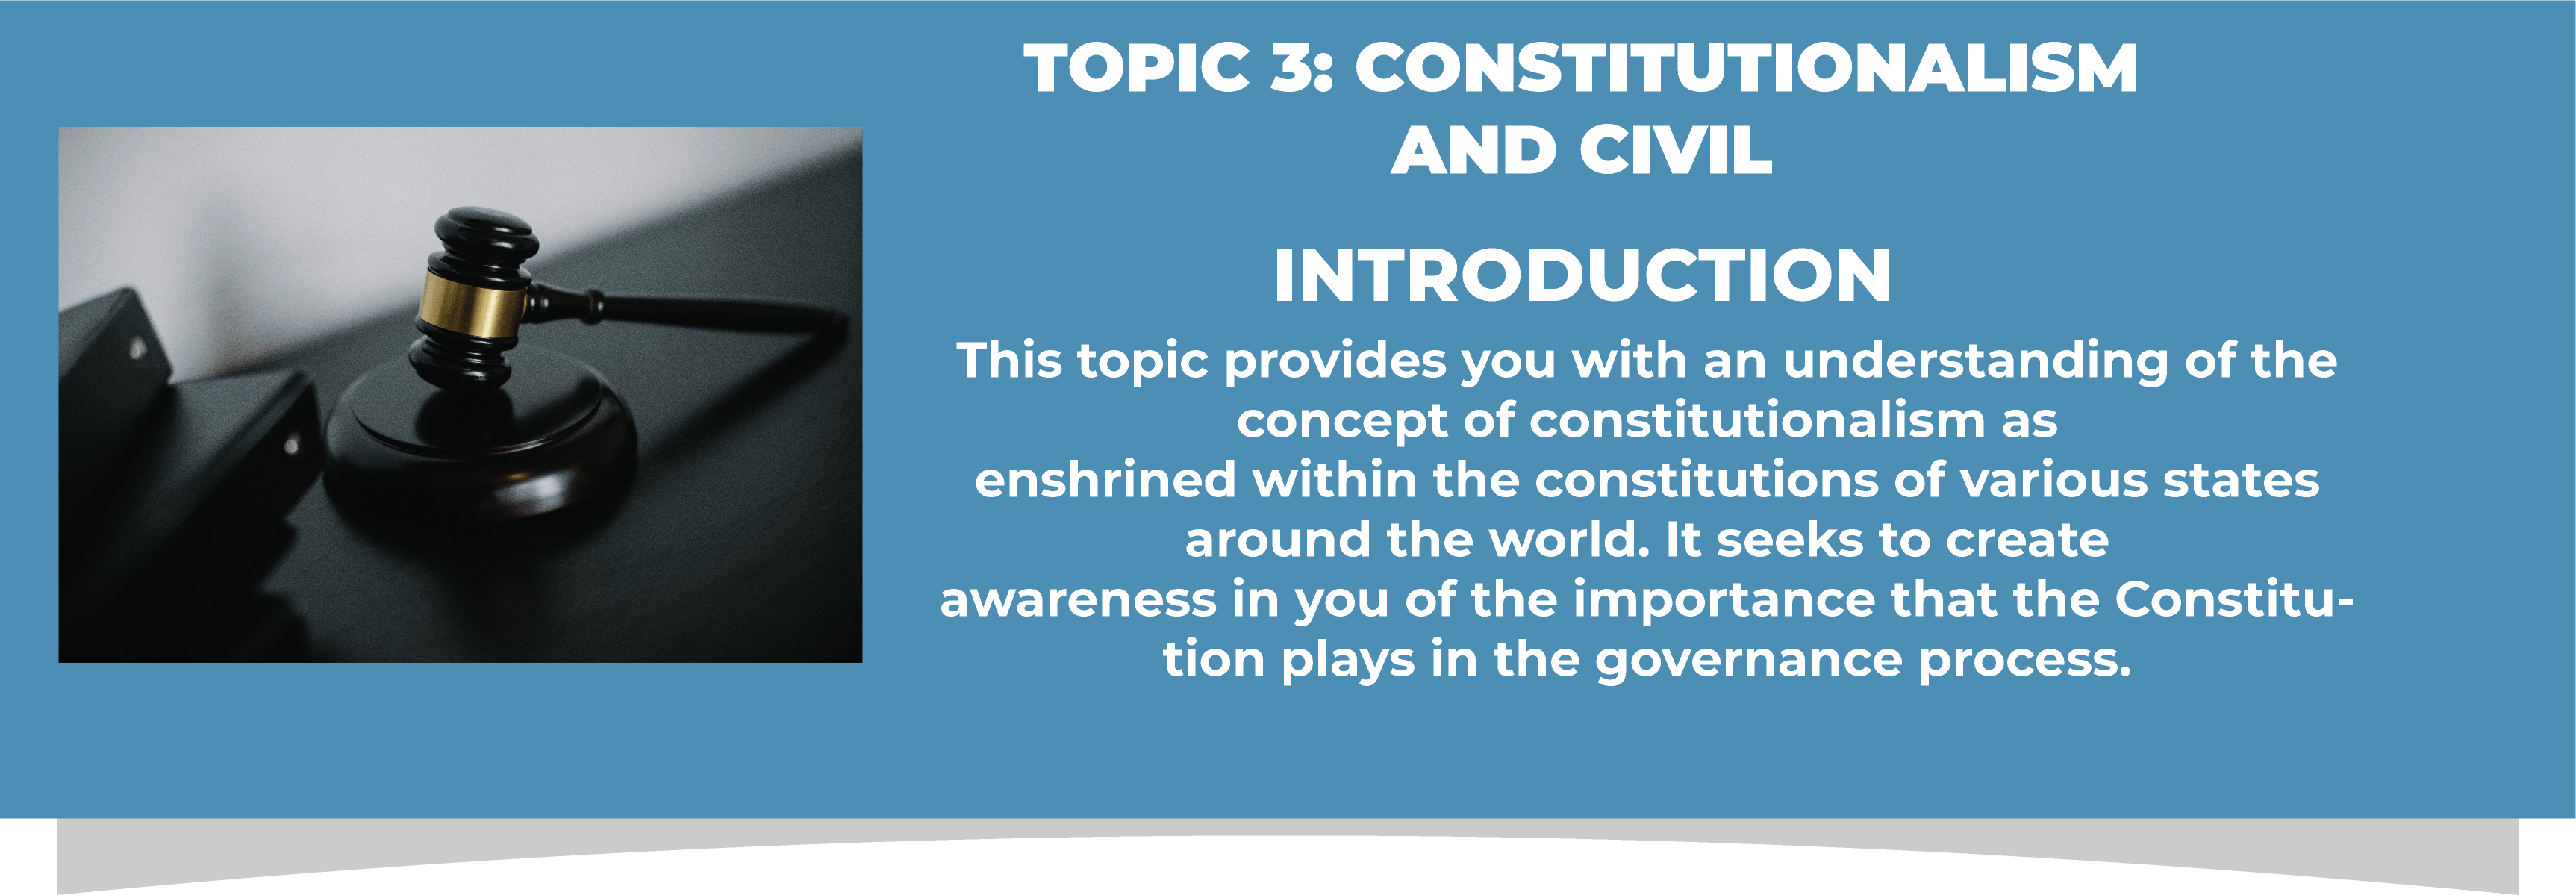 TOPIC 3: CONSTITUTIONALISM
AND CIVIL
INTRODUCTION
This topic provides you with an understanding of the
concept of constitutionalism as
enshrined within the constitutions of various states
around the world. It seeks to create
awareness in you of the importance that the Constitu-
tion plays in the governance process.